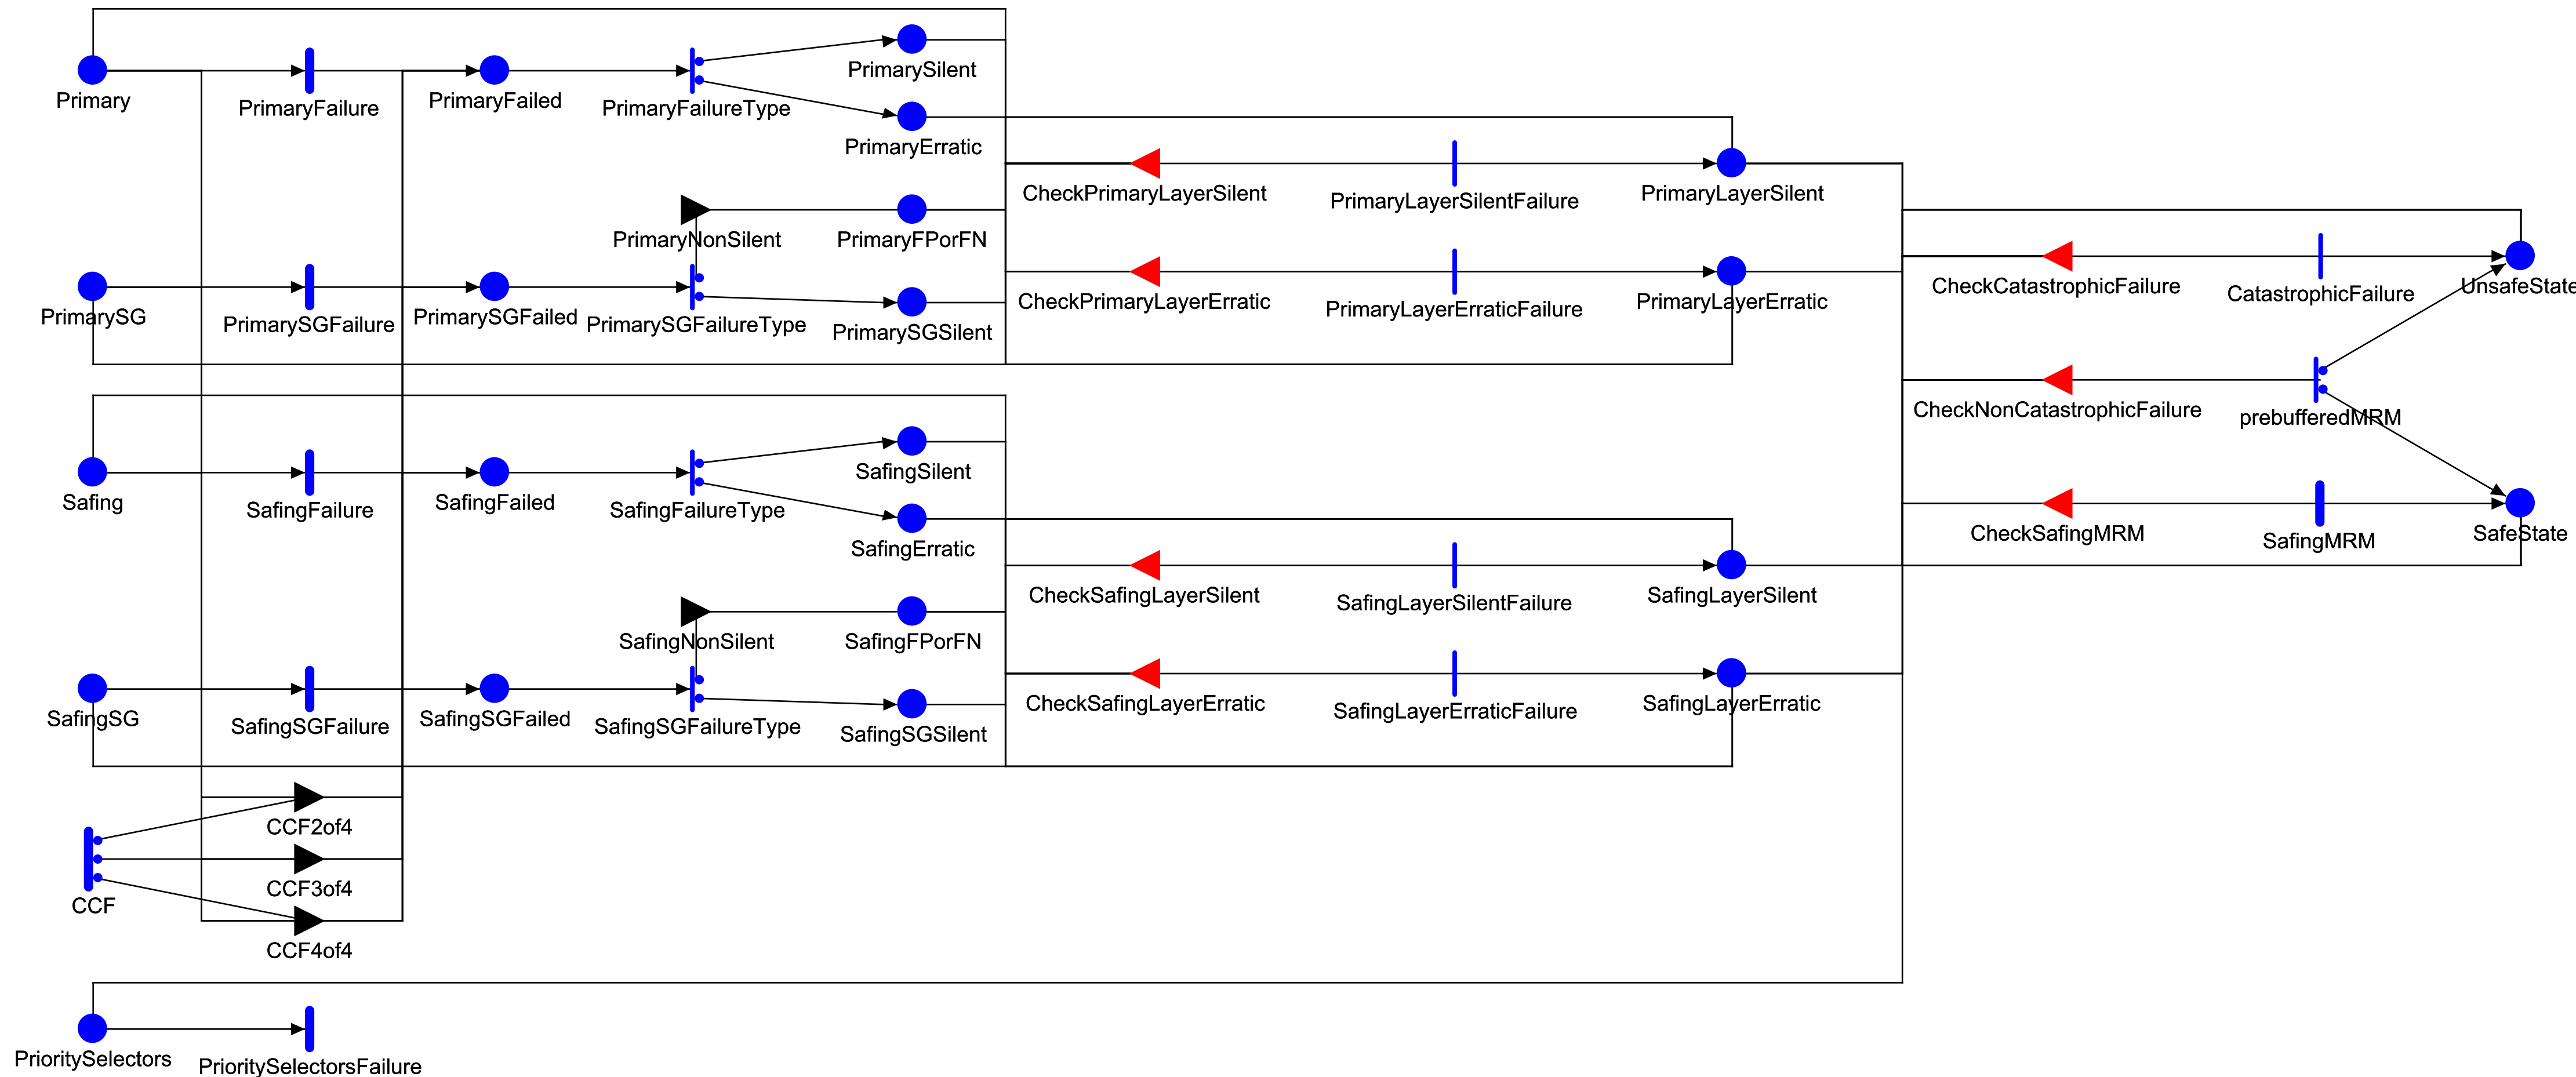 PrimarySilent
Primary
PrimaryFailure
PrimaryFailed
PrimaryFailureType
PrimaryErratic
CheckPrimaryLayerSilent
PrimaryLayerSilentFailure
PrimaryLayerSilent
PrimaryNonSilent
PrimaryFPorFN
CheckCatastrophicFailure
CatastrophicFailure
UnsafeState
PrimarySG
PrimarySGFailure
PrimarySGFailed
PrimarySGFailureType
PrimarySGSilent
CheckPrimaryLayerErratic
PrimaryLayerErraticFailure
PrimaryLayerErratic
CheckNonCatastrophicFailure
prebufferedMRM
SafingSilent
Safing
SafingFailure
SafingFailed
SafingFailureType
SafingErratic
CheckSafingMRM
SafingMRM
SafeState
CheckSafingLayerSilent
SafingLayerSilentFailure
SafingLayerSilent
SafingNonSilent
SafingFPorFN
SafingSG
SafingSGFailure
SafingSGFailed
SafingSGFailureType
SafingSGSilent
CheckSafingLayerErratic
SafingLayerErraticFailure
SafingLayerErratic
CCF2of4
CCF3of4
CCF
CCF4of4
PrioritySelectors
PrioritySelectorsFailure